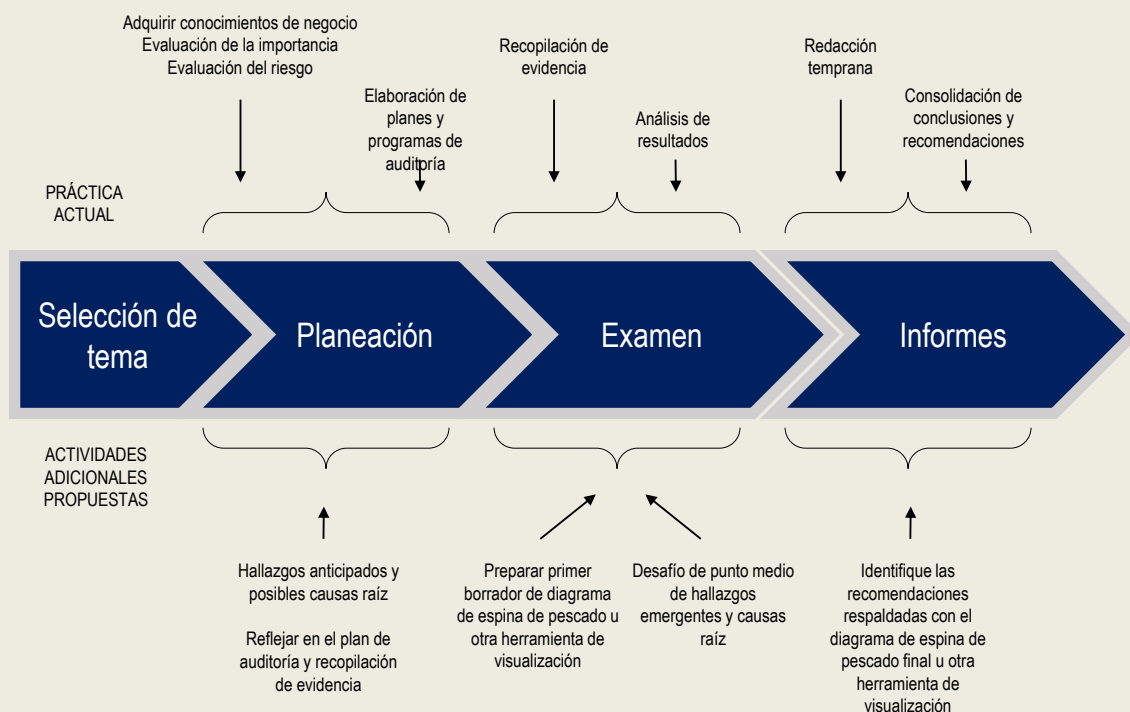 Adquirir conocimientos de negocio
Evaluación de la importancia
Evaluación del riesgo
Elaboración de
planes y
programas de
auditoría
Recopilación de
evidencia
Análisis de
resultados
Redacción
temprana
Consolidación de
conclusiones y
recomendaciones
PRÁCTICA
ACTUAL
Selección de
tema
Planeación
Examen
Informes
ACTIVIDADES
ADICIONALES
PROPUESTAS
Hallazgos anticipados y
posibles causas raíz
Reflejar en el plan de
auditoría y recopilación
de evidencia
Preparar primer
borrador de diagrama
de espina de pescado u
otra herramienta de
visualización
Desafío de punto medio
de hallazgos
emergentes y causas
raíz
Identifique las
recomendaciones
respaldadas con el
diagrama de espina de
pescado final u otra
herramienta de
visualización